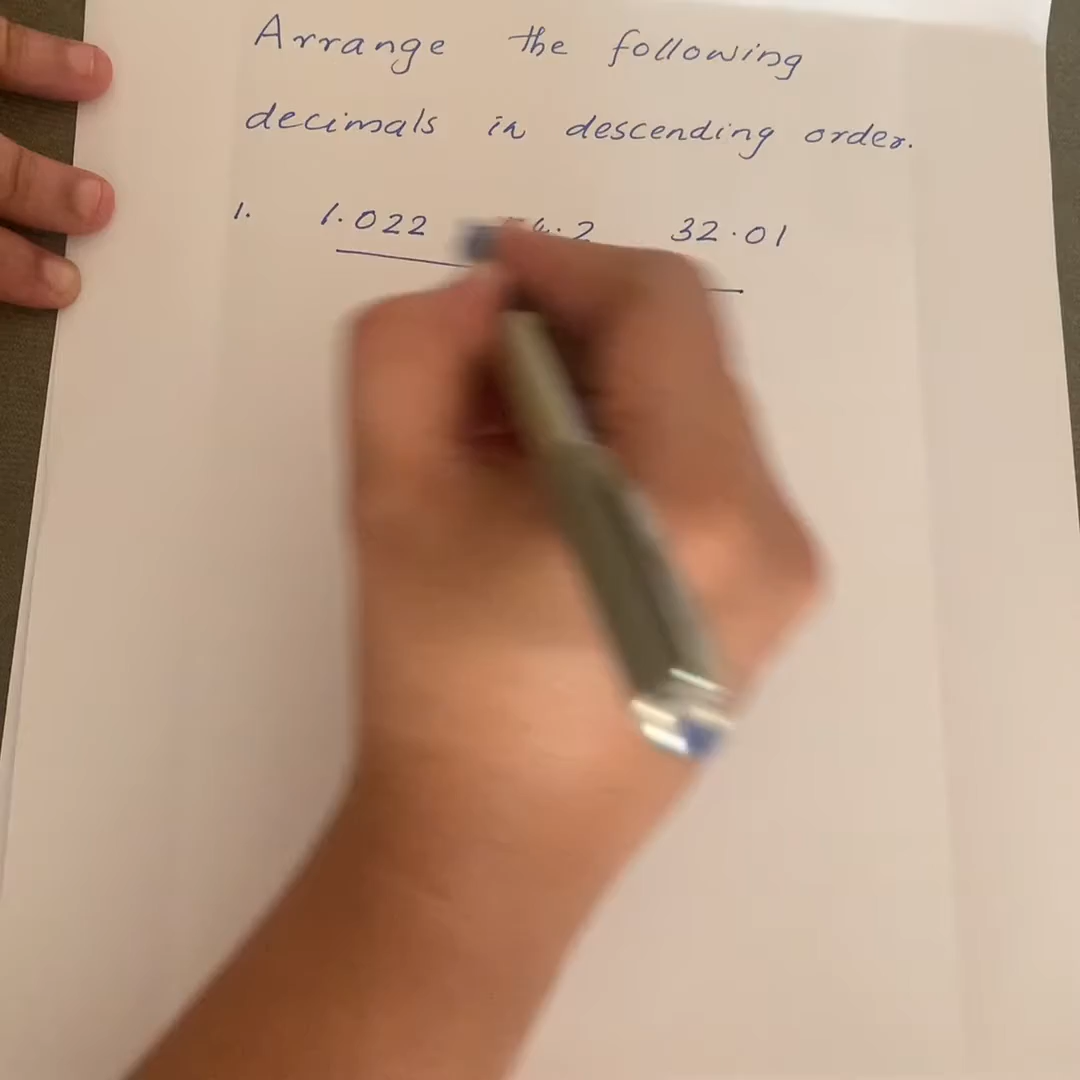 Arrange the following
decimals in descending order.
1. 1.022 32.01